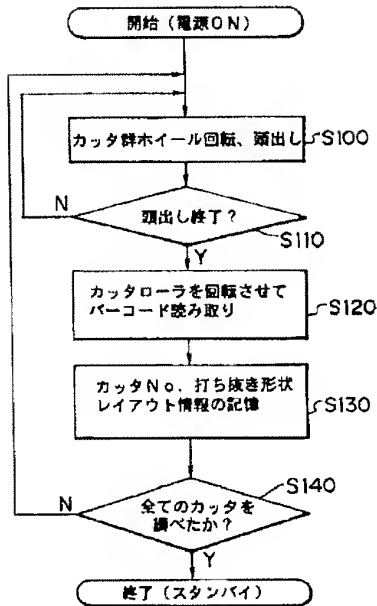 開始(電源ON)
カッタ群ホイール回転、頭出し
S100
N
頭出し終了?
S110
Y
カッタローラを回転させて
バーコード読み取り
S120
カッタNo、打ち抜き形状
レイアウト情報の記憶
S130
S140
N
全てのカッタを
調べたか?
Y
終了(スタンバイ)